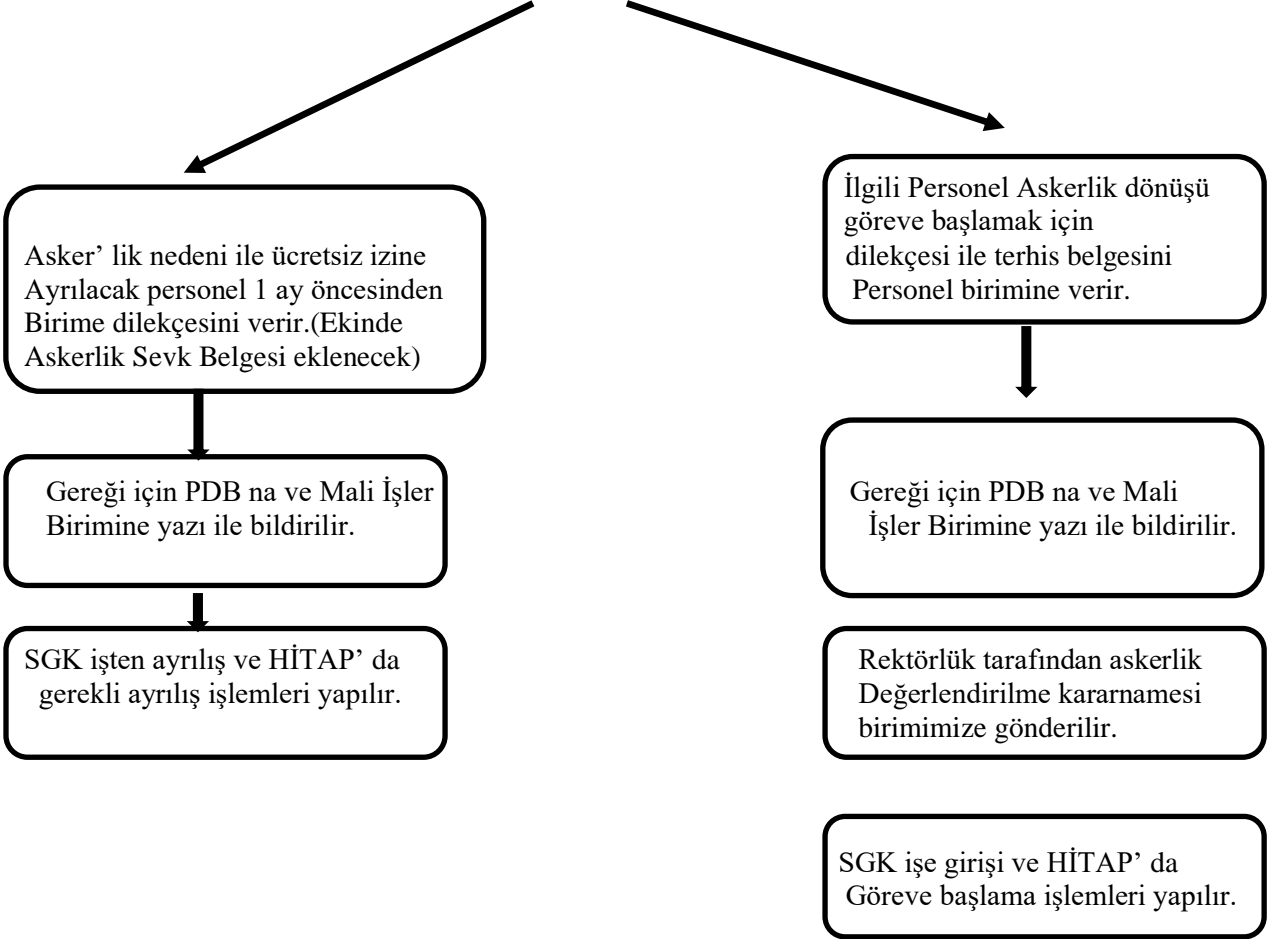 Asker’ lik nedeni ile ücretsiz izine
Ayrılacak personel 1 ay öncesinden
Birime dilekçesini verir.(Ekinde
Askerlik Sevk Belgesi eklenecek)
Gereği için PDB na ve Mali İşler
Birimine yazı ile bildirilir.
SGK işten ayrılış ve HİTAP’ da
gerekli ayrılış işlemleri yapılır.
İlgili Personel Askerlik dönüşü
göreve başlamak için
dilekçesi ile terhis belgesini
Personel birimine verir.
Gereği için PDB na ve Mali
İşler Birimine yazı ile bildirilir.
Rektörlük tarafından askerlik
Değerlendirilme kararnamesi
birimimize gönderilir.
SGK işe girişi ve HİTAP’ da
Göreve başlama işlemleri yapılır.